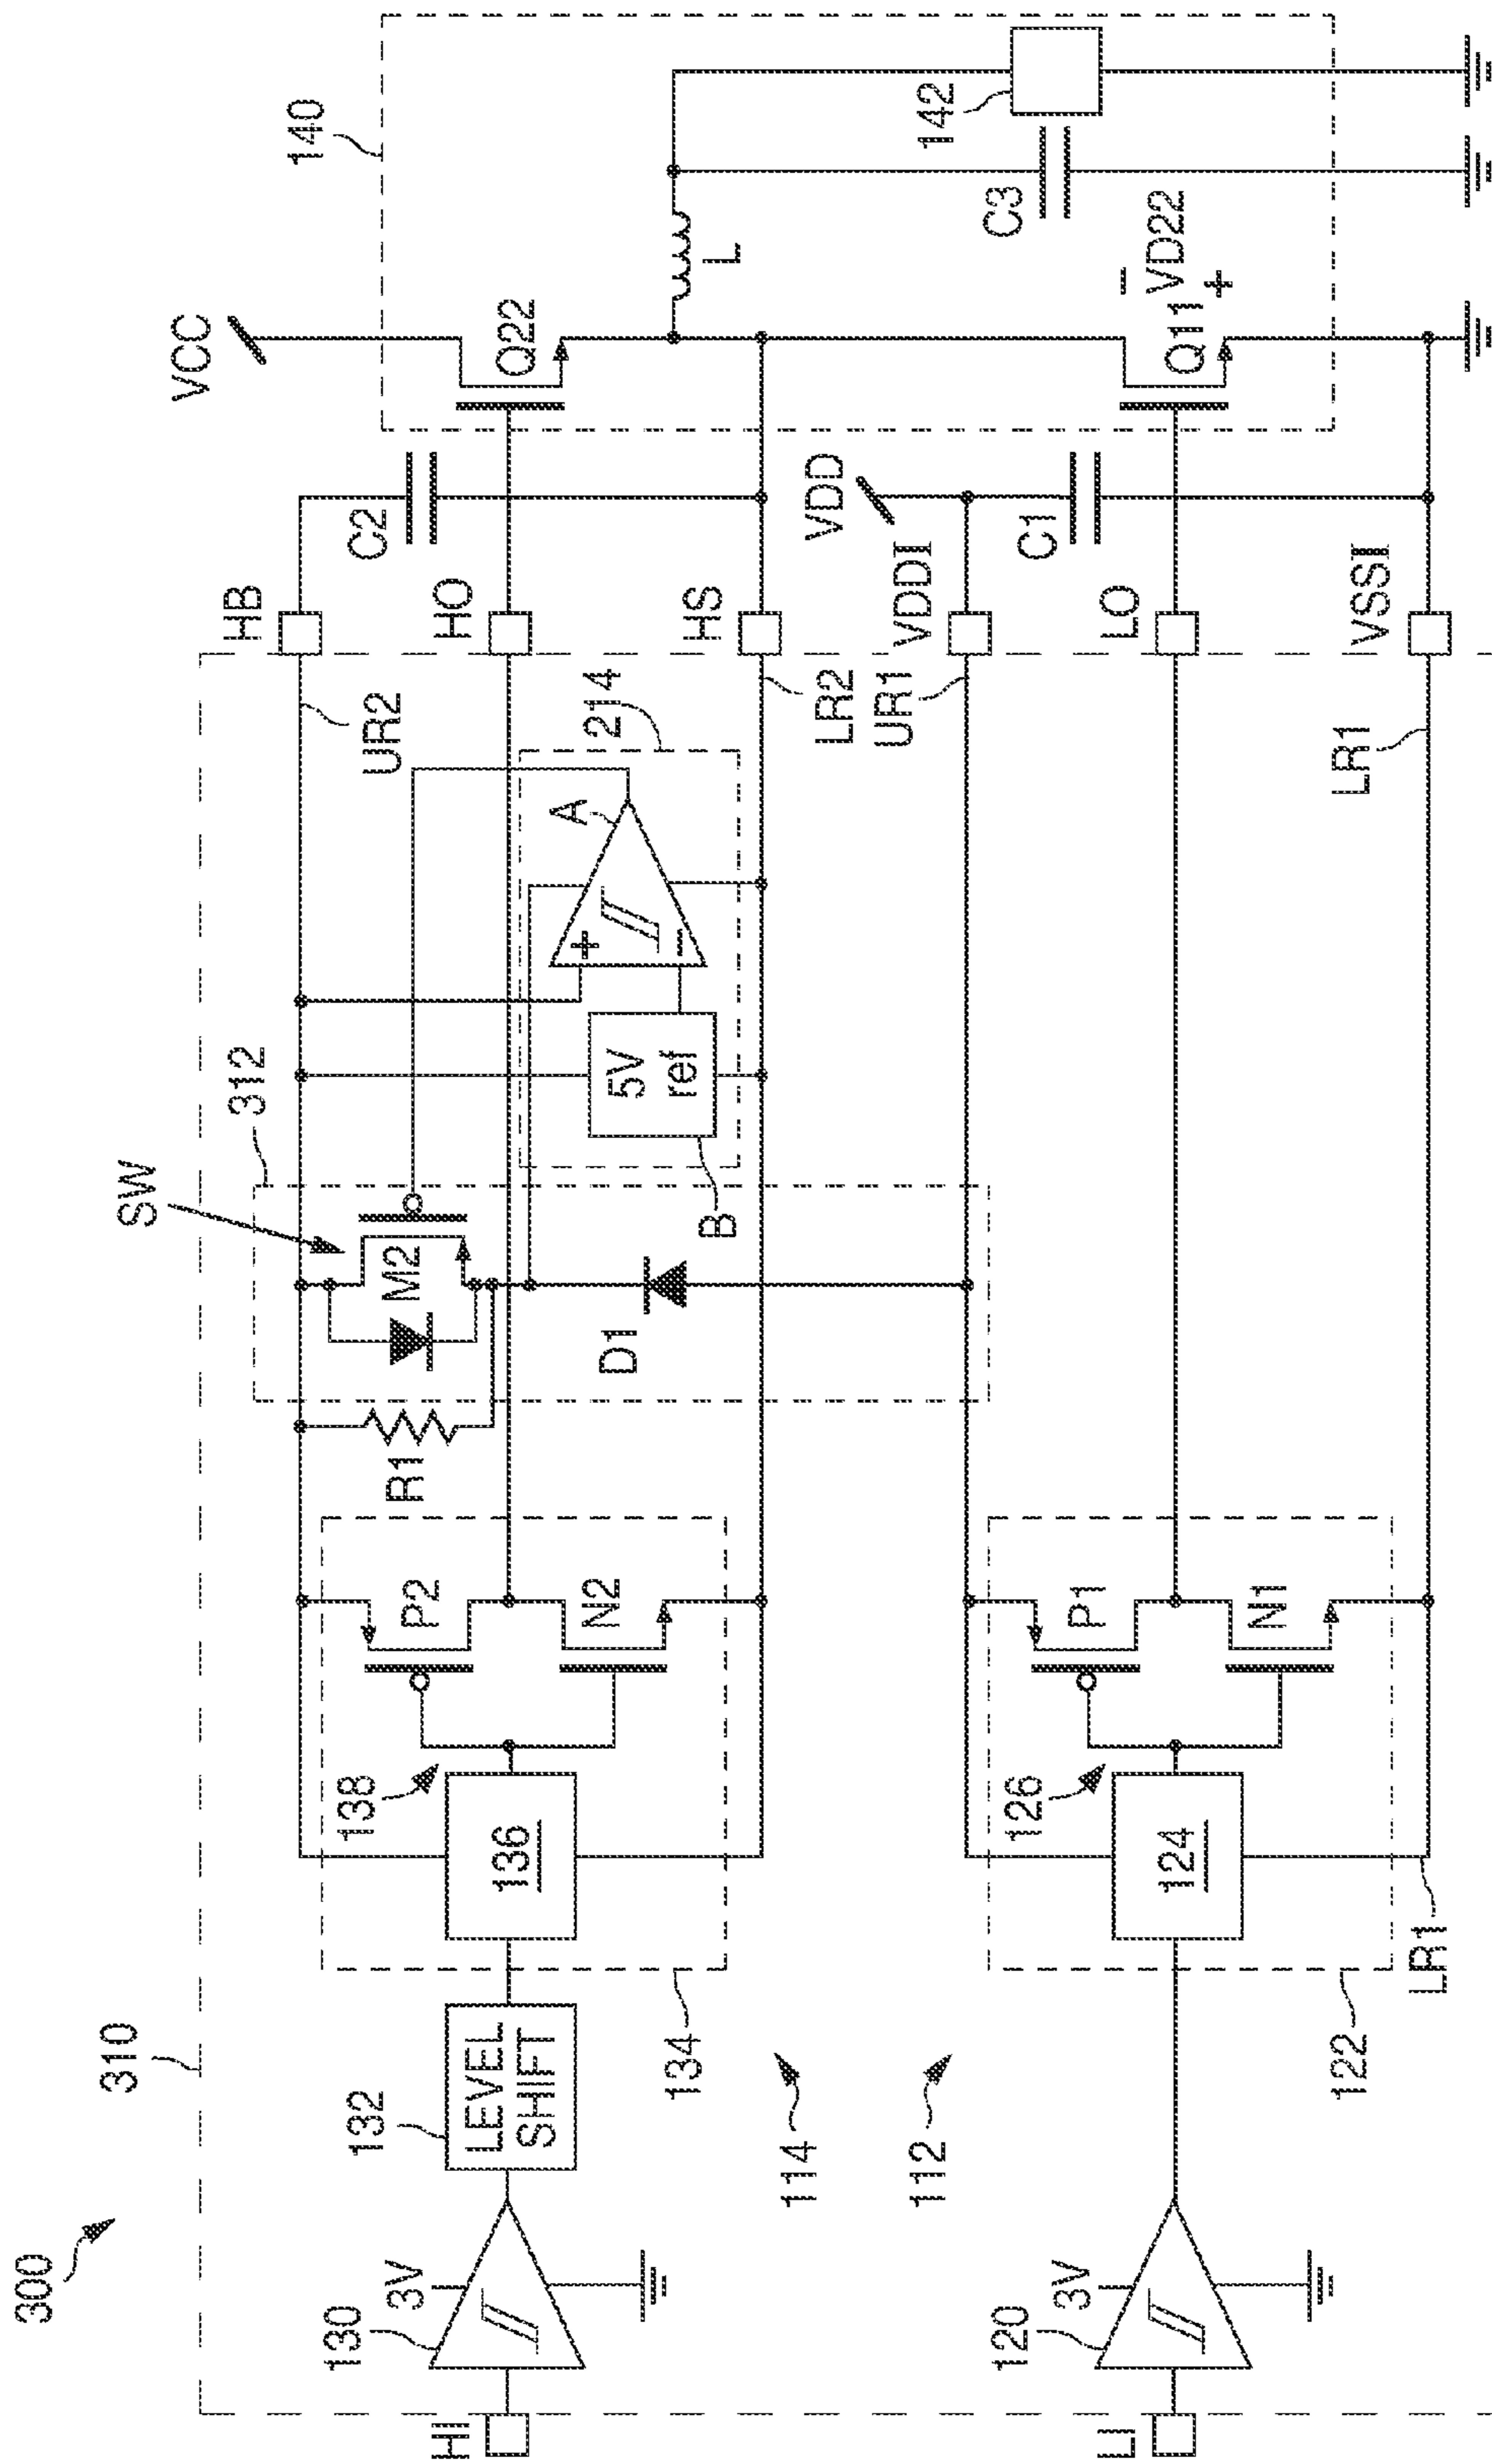 300
310
HI
130
3V
132
LEVEL
SHIFT
134
136
138
P2
N2
R1
SW
312
M2
D1
5V
ref
B
A
214
UR2
LR2
UR1
HB
HO
HS
C2
VCC
140
Q22
L
C3
142
114
112
LI
120
3V
122
124
126
P1
N1
LR1
LR1
VDDI
LO
VSSI
VDD
C1
Q11
−
VD22
+
+
−